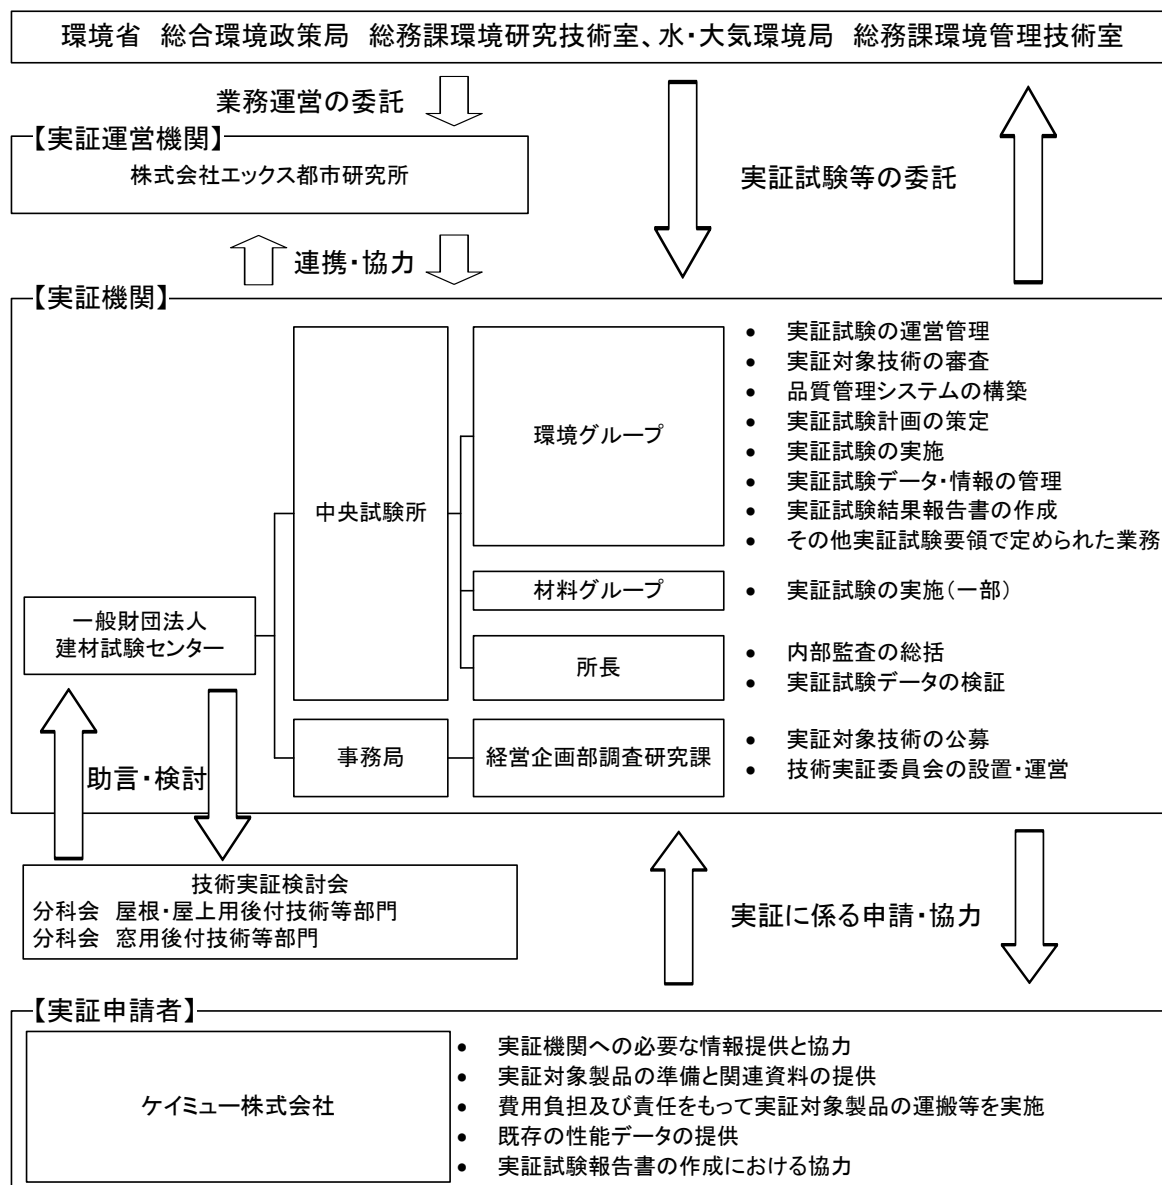 環境省　総合環境政策局　総務課環境研究技術室、水・大気環境局　総務課環境管理技術室
業務運営の委託
【実証運営機関】
株式会社エックス都市研究所
実証試験等の委託
連携・協力
【実証機関】
一般財団法人
建材試験センター
中央試験所
環境グループ
• 実証試験の運営管理
• 実証対象技術の審査
• 品質管理システムの構築
• 実証試験計画の策定
• 実証試験の実施
• 実証試験データ・情報の管理
• 実証試験結果報告書の作成
• その他実証試験要領で定められた業務
材料グループ
• 実証試験の実施（一部）
所長
• 内部監査の総括
• 実証試験データの検証
事務局
経営企画部調査研究課
• 実証対象技術の公募
• 技術実証委員会の設置・運営
助言・検討
技術実証検討会
分科会　屋根・屋上用後付技術等部門
分科会　窓用後付技術等部門
実証に係る申請・協力
【実証申請者】
ケイミュー株式会社
• 実証機関への必要な情報提供と協力
• 実証対象製品の準備と関連資料の提供
• 費用負担及び責任をもって実証対象製品の運搬等を実施
• 既存の性能データの提供
• 実証試験報告書の作成における協力